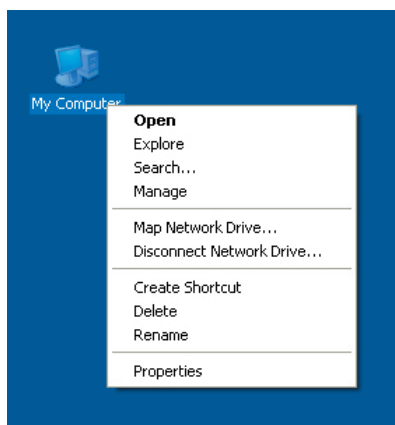 My Computer
Open
Explore
Search...
Manage
Map Network Drive...
Disconnect Network Drive...
Create Shortcut
Delete
Rename
Properties